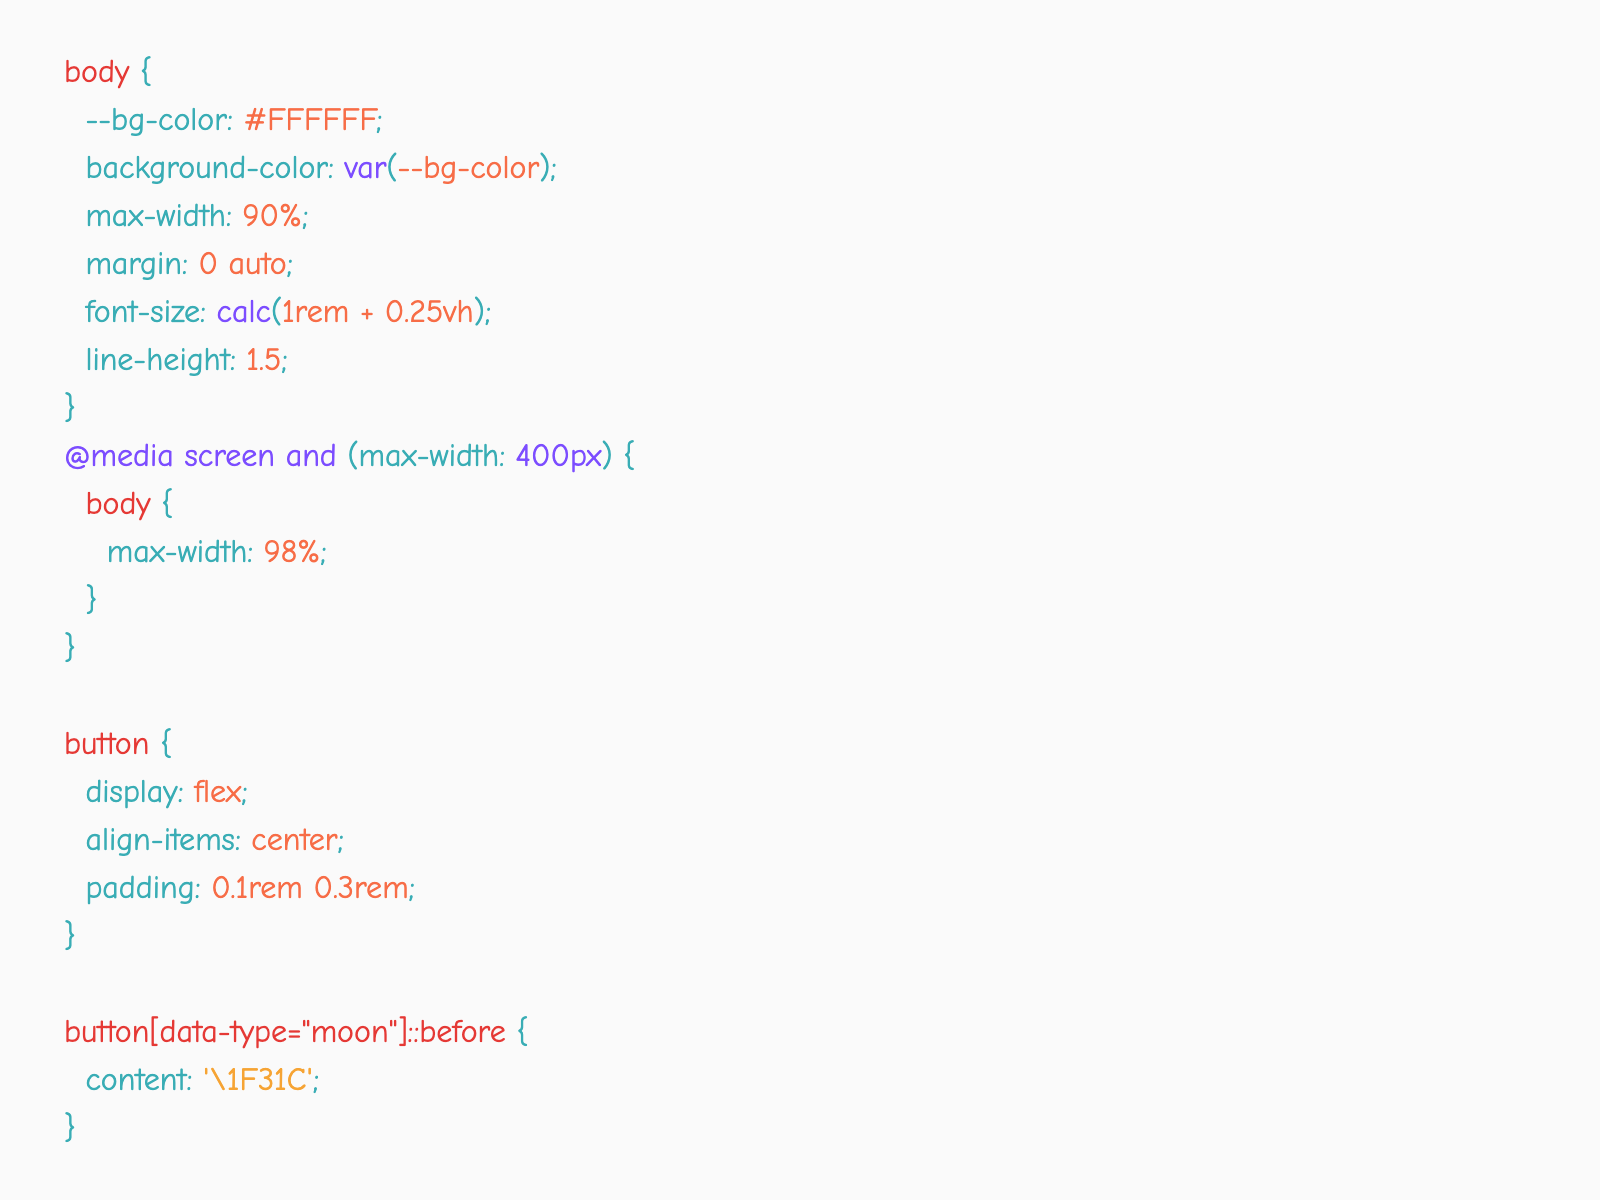 body {
--bg-color: #FFFFFF;
background-color: var(--bg-color);
max-width: 90%;
margin: 0 auto;
font-size: calc(1rem + 0.25vh);
line-height: 1.5;
}
@media screen and (max-width: 400px) {
body {
max-width: 98%;
}
}
button {
display: flex;
align-items: center;
padding: 0.1rem 0.3rem;
}
button[data-type="moon"]::before {
content: '\1F31C';
}